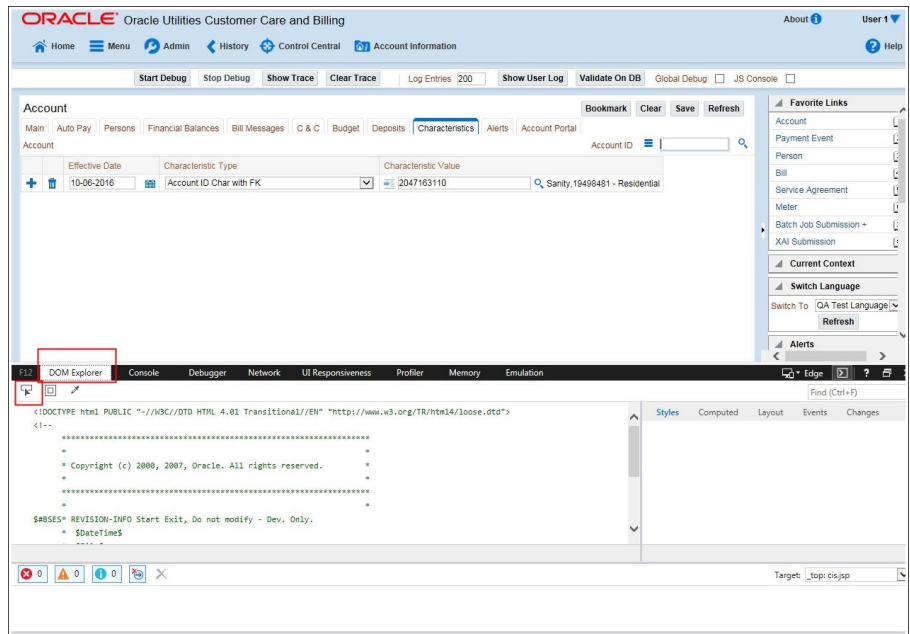 ORACLE® Oracle Utilities Customer Care and Billing
About
User 1
Home Menu Admin History Control Central Account Information
Help
Start Debug Stop Debug Show Trace Clear Trace Log Entries 200 Show User Log Validate On DB Global Debug JS Console
Account
Bookmark Clear Save Refresh
Main Auto Pay Persons Financial Balances Bill Messages C & C Budget Deposits Characteristics Alerts Account Portal
Account
Account ID
Effective Date Characteristic Type Characteristic Value
10-06-2016 Account ID Char with FK 2047163110 Sanity,19498481 - Residential
Favorite Links
Account
Payment Event
Person
Bill
Service Agreement
Meter
Batch Job Submission +
XAI Submission
Current Context
Switch Language
Switch To QA Test Language
Refresh
Alerts
F12 DOM Explorer Console Debugger Network UI Responsiveness Profiler Memory Emulation
Edge ?
Find (Ctrl+F)
<!DOCTYPE html PUBLIC "-//W3C//DTD HTML 4.01 Transitional//EN" "http://www.w3.org/TR/html4/loose.dtd">
<!--
* Copyright (c) 2000, 2007, Oracle. All rights reserved. *
$#BSES* REVISION-INFO Start Exit, Do not modify - Dev. Only.
* $DateTime$
Styles Computed Layout Events Changes
0 0 0
Target: _top: cis.jsp